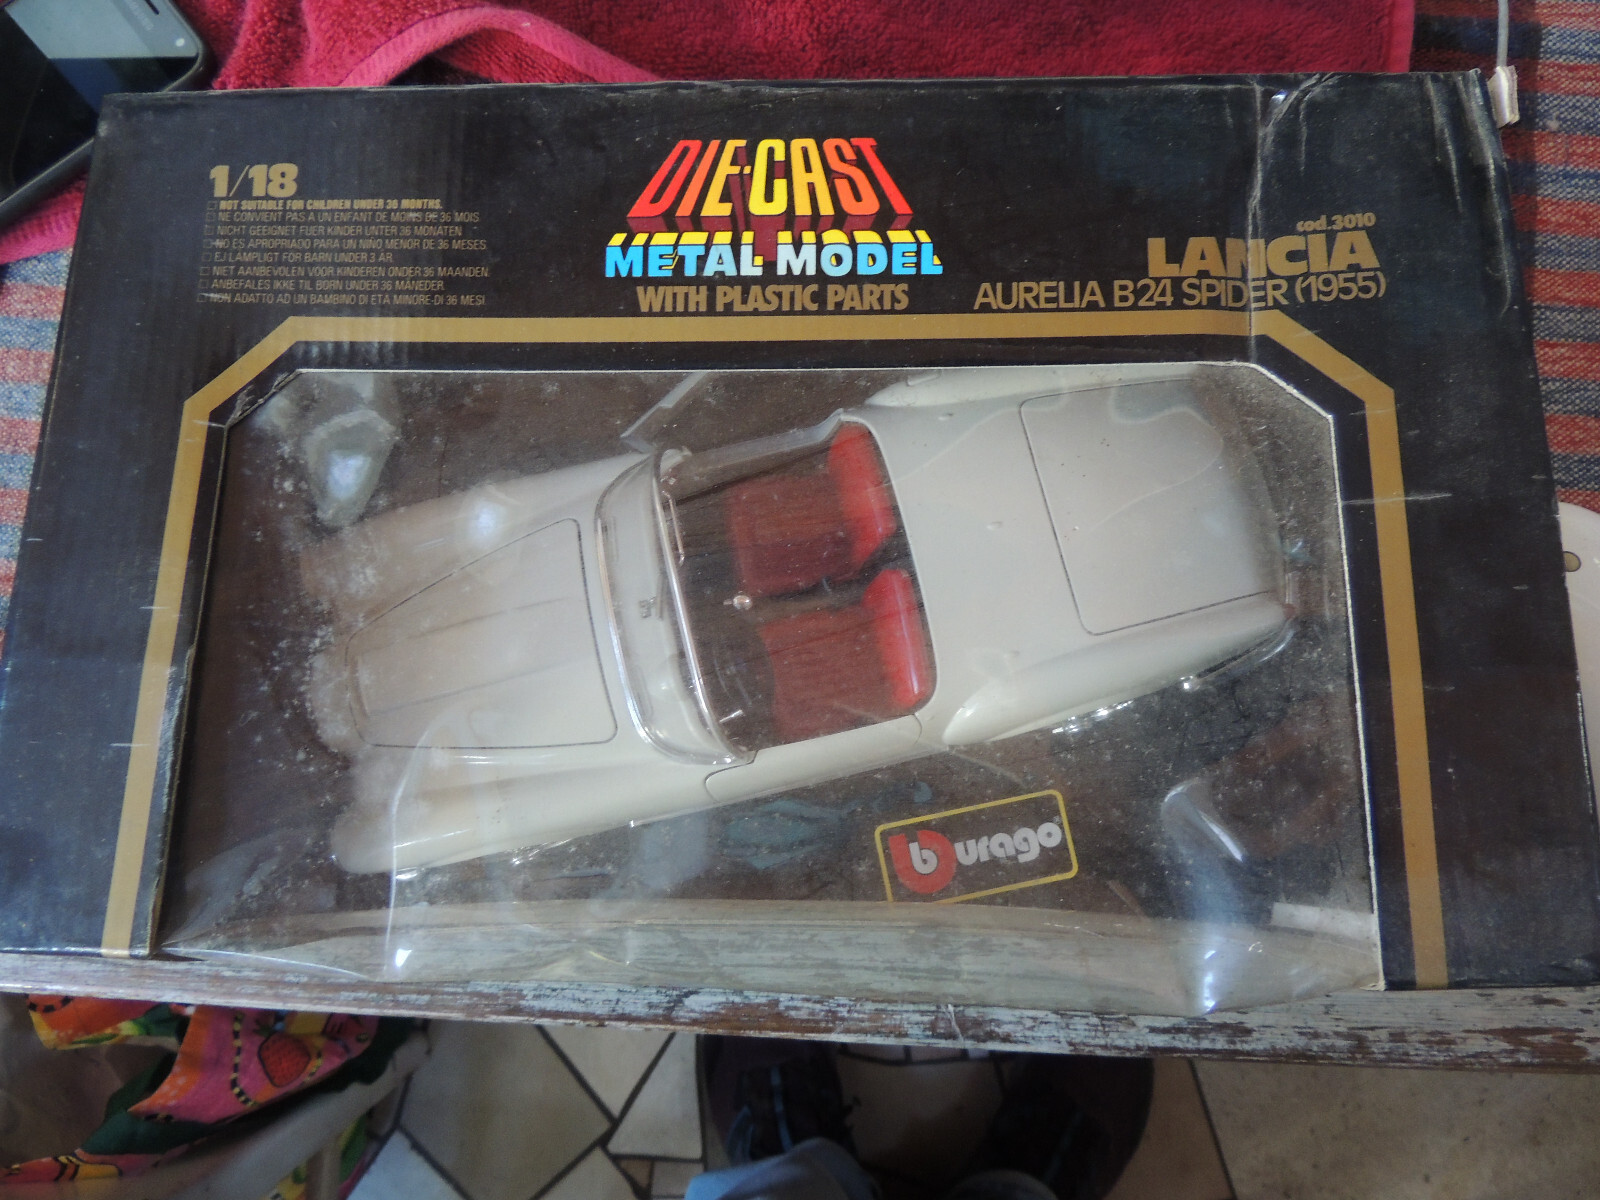 1/18
NOT SUITABLE FOR CHILDREN UNDER 36 MONTHS.
NE CONVIENT PAS A UN ENFANT DE MOINS DE 36 MOIS
NICHT GEEIGNET FUER KINDER UNTER 36 MONATEN
NO ES APROPRIADO PARA UN NIÑO MENOR DE 36 MESES
EJ LÄMPLIGT FÖR BARN UNDER 3 ÅR
NIET AANBEVOLEN VOOR KINDEREN ONDER 36 MAANDEN
ANBEFALES IKKE TIL BORN UNDER 36 MÅNEDER
NON ADATTO AD UN BAMBINO DI ETA MINORE DI 36 MESI
DIE-CAST
METAL MODEL
WITH PLASTIC PARTS
cod.3010
LANCIA
AURELIA B24 SPIDER (1955)
burago